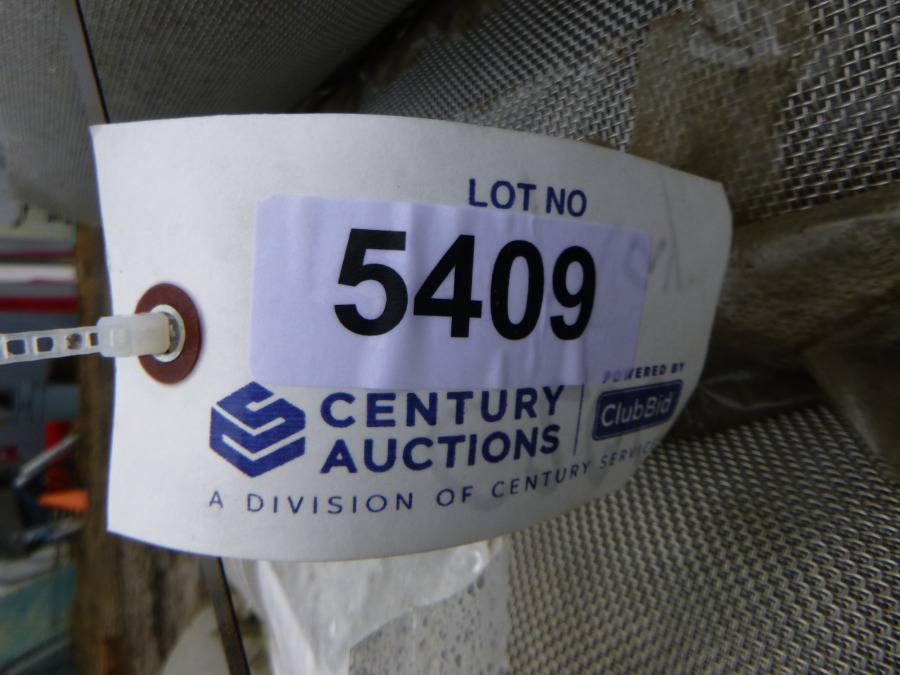 LOT NO
5409
CENTURY
AUCTIONS
POWERED BY
ClubBid
A DIVISION OF CENTURY